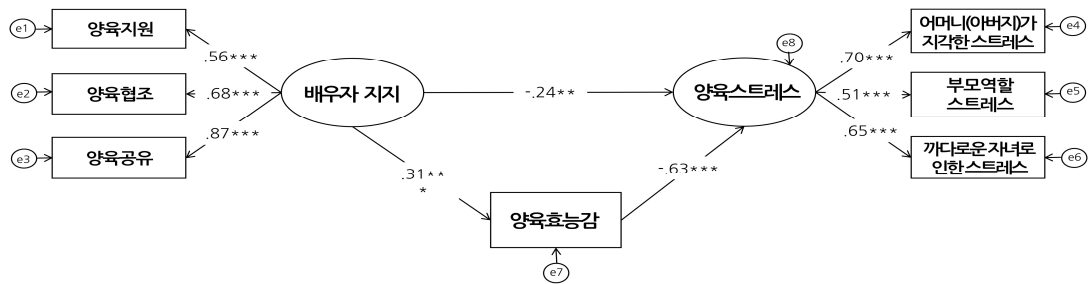 e1
양육지원
e2
양육협조
e3
양육공유
.56***
.68***
.87***
배우자 지지
-.24**
.31**
*
양육효능감
e7
-.63***
e8
양육스트레스
.70***
.51***
.65***
어머니(아버지)가
지각한 스트레스
e4
부모역할
스트레스
e5
까다로운 자녀로
인한 스트레스
e6